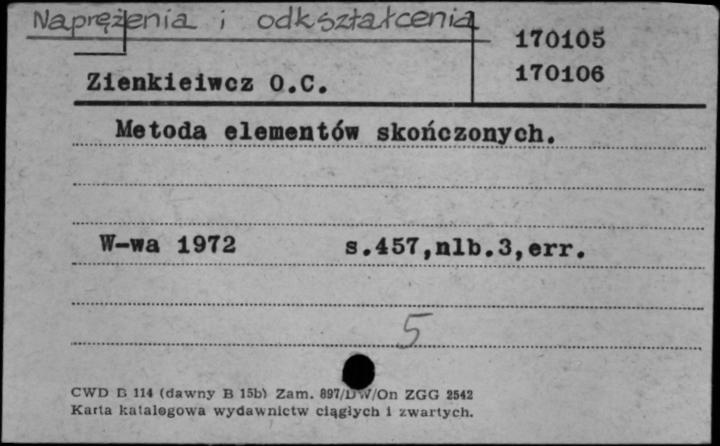 Naprężenia i odkształcenia
170105
170106
Zienkieiwcz O.C.
Metoda elementów skończonych.
W-wa 1972 s.457,nlb.3,err.
5
CWD B 114 (dawny B 15b) Zam. 897/DW/On ZGG 2542
Karta katalogowa wydawnictw ciągłych i zwartych.